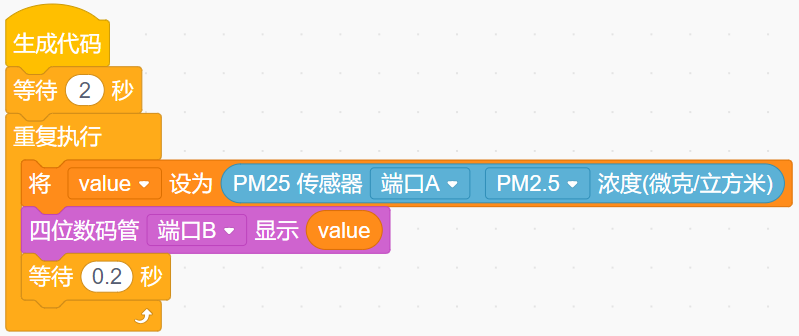 生成代码
等待 2 秒
重复执行
将 value 设为 PM25 传感器 端口A PM2.5 浓度(微克/立方米)
四位数码管 端口B 显示 value
等待 0.2 秒